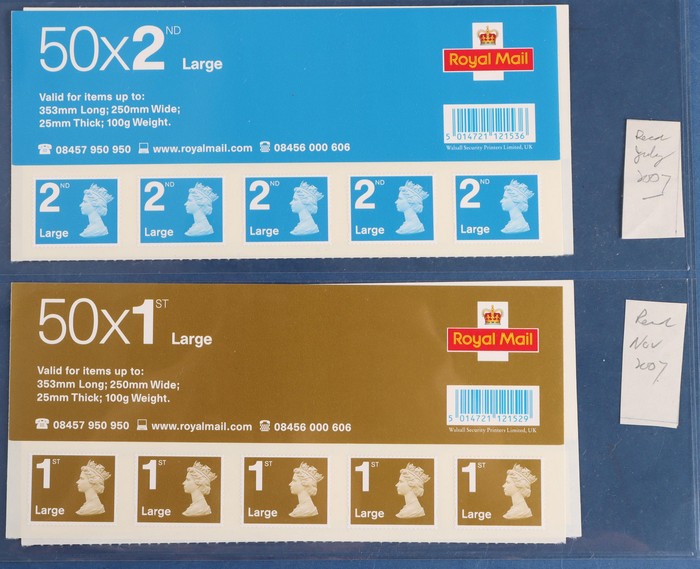 50x2ND Large
Royal Mail
Valid for items up to:
353mm Long; 250mm Wide;
25mm Thick; 100g Weight.
08457 950 950 www.royalmail.com 08456 000 606
5 014721 121536
Walsall Security Printers Limited, UK
2ND Large
2ND Large
2ND Large
2ND Large
2ND Large
July
2007
50x1ST Large
Royal Mail
Valid for items up to:
353mm Long; 250mm Wide;
25mm Thick; 100g Weight.
08457 950 950 www.royalmail.com 08456 000 606
5 014721 121529
Walsall Security Printers Limited, UK
1ST Large
1ST Large
1ST Large
1ST Large
1ST Large
Nov
2007